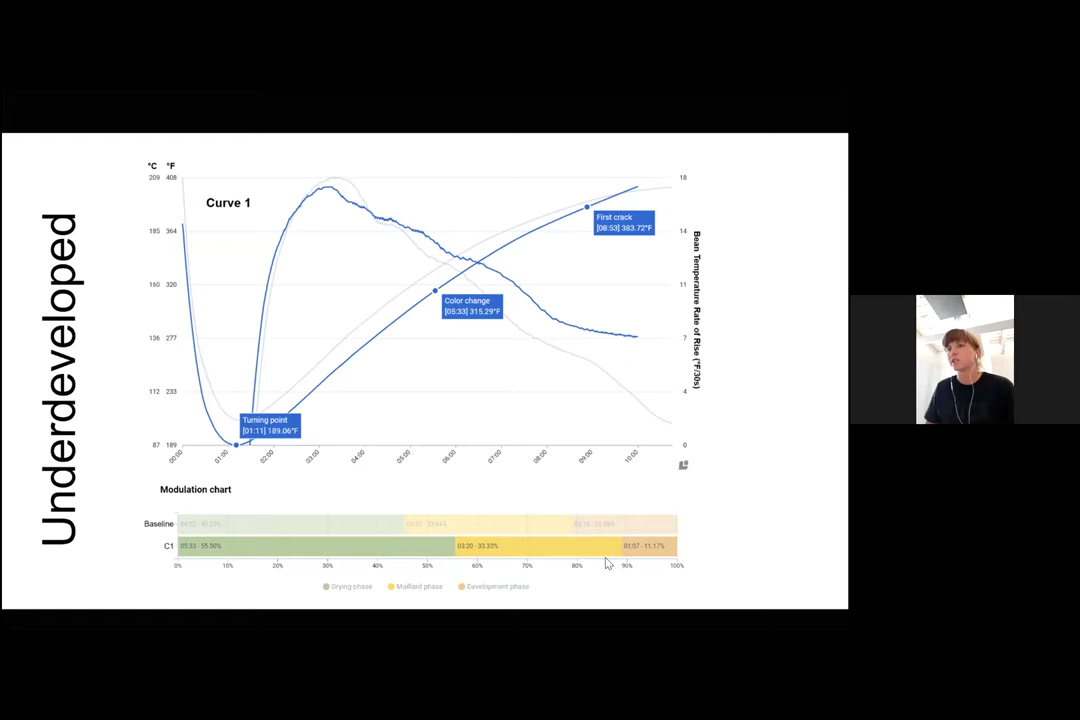 Underdeveloped
°C °F
209 408
185 364
160 320
136 277
112 233
87 189
Curve 1
18
14
11
7
4
0
Bean Temperature Rate of Rise (°F/30s)
First crack
[08:53] 383.72°F
Color change
[05:33] 315.29°F
Turning point
[01:11] 189.06°F
00:00 01:00 02:00 03:00 04:00 05:00 06:00 07:00 08:00 09:00 10:00
Modulation chart
Baseline
C1 05:33 - 55.50% 03:20 - 33.33% 01:07 - 11.17%
0% 10% 20% 30% 40% 50% 60% 70% 80% 90% 100%
Drying phase Maillard phase Development phase